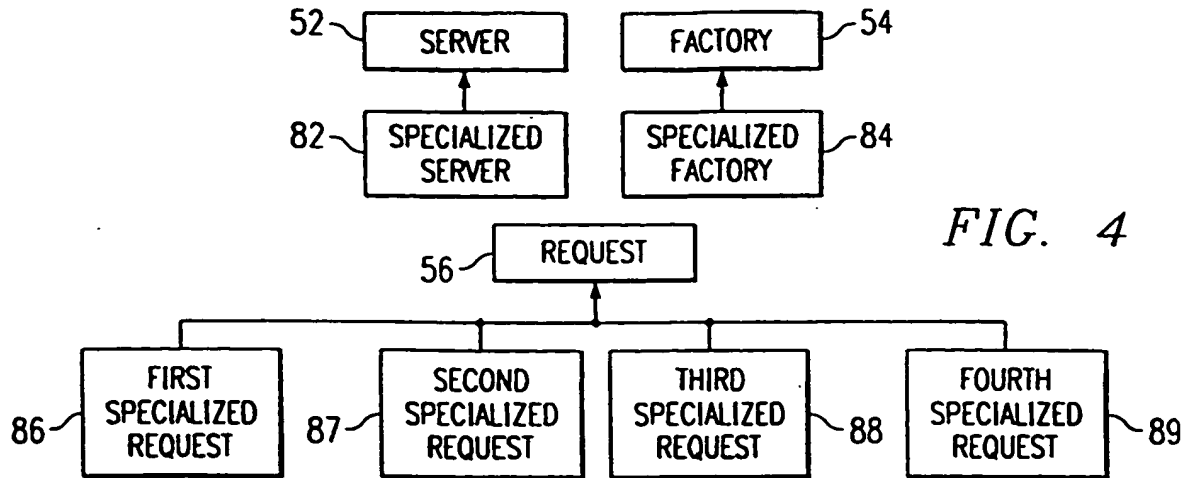 52 SERVER FACTORY 54
82 SPECIALIZED SERVER SPECIALIZED FACTORY 84
REQUEST
56
FIG. 4
FIRST SPECIALIZED REQUEST
86
SECOND SPECIALIZED REQUEST
87
THIRD SPECIALIZED REQUEST
88
FOURTH SPECIALIZED REQUEST
89